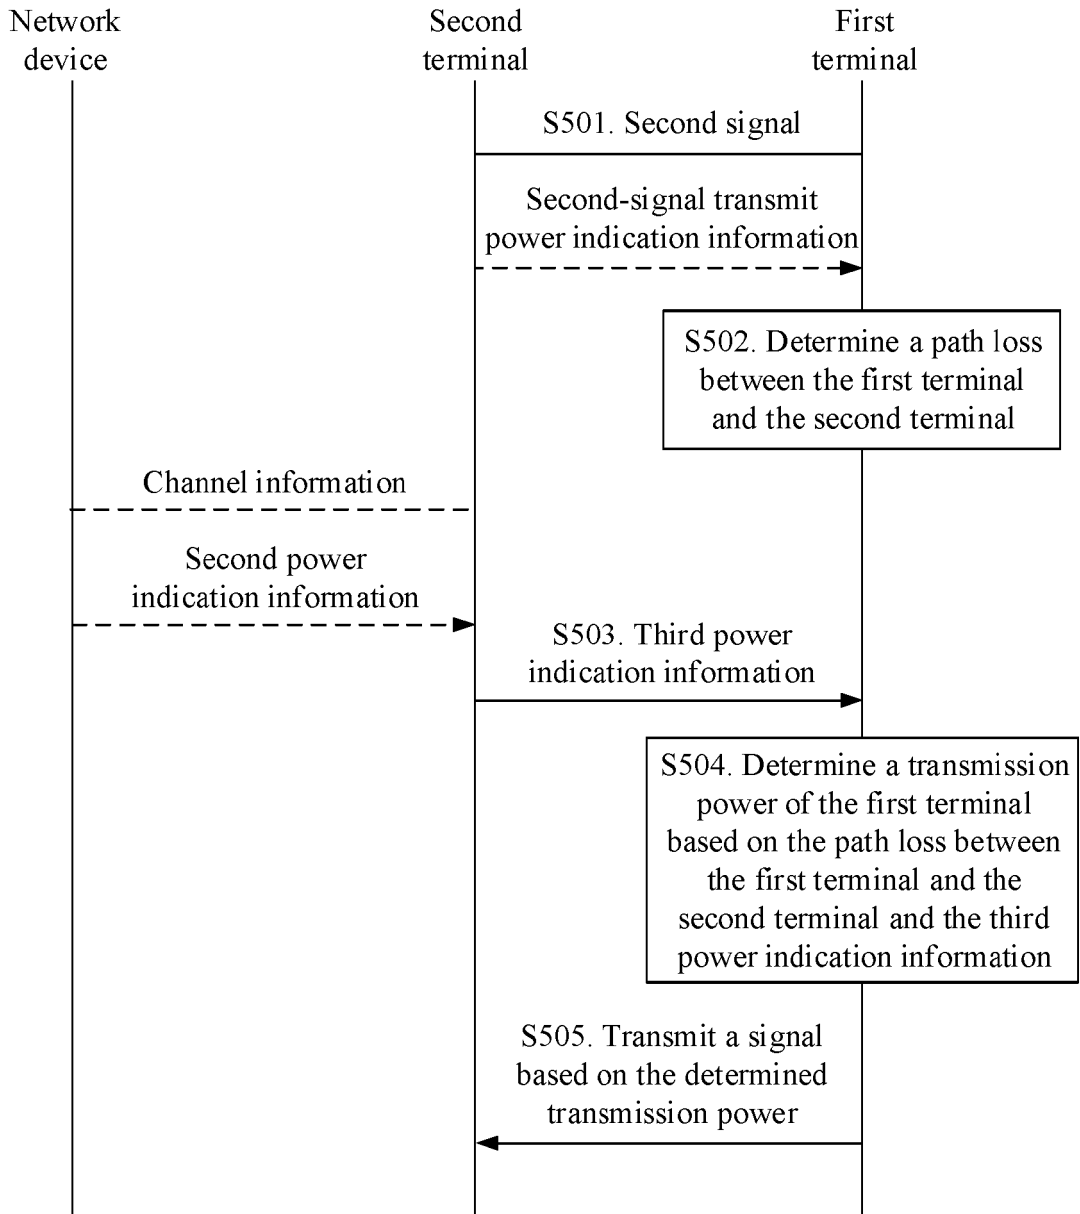 Network
device
Second
terminal
First
terminal
S501. Second signal
Second-signal transmit
power indication information
S502. Determine a path loss
between the first terminal
and the second terminal
Channel information
Second power
indication information
S503. Third power
indication information
S504. Determine a transmission
power of the first terminal
based on the path loss between
the first terminal and the
second terminal and the third
power indication information
S505. Transmit a signal
based on the determined
transmission power